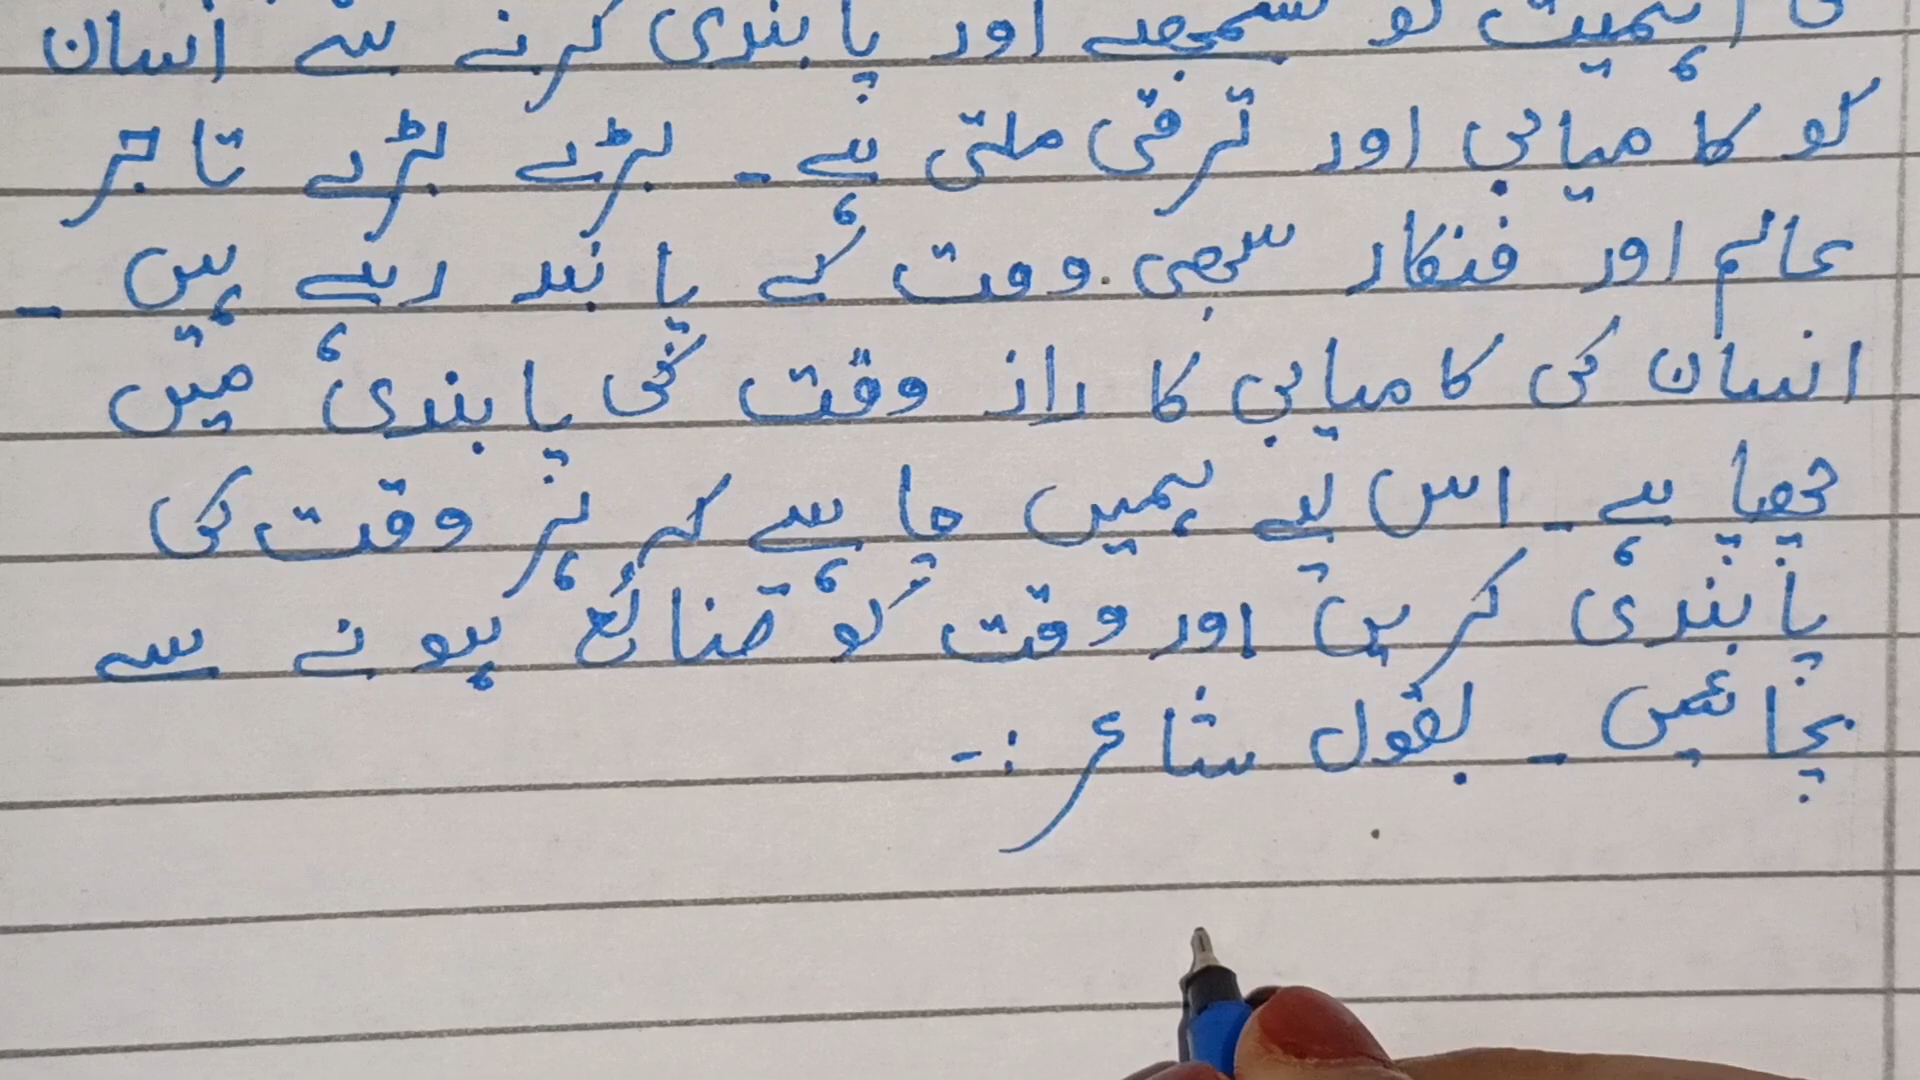 کی اہمیت کو سمجھنے اور پابندی کرنے سے انسان
کو کامیابی اور ترقی ملتی ہے۔ بڑے بڑے تاجر
عالم اور فنکار سبھی وقت کے پابند رہے ہیں۔
انسان کی کامیابی کا راز وقت کی پابندی میں
چھپا ہے۔ اس لیے ہمیں چاہیے کہ ہر وقت کی
پابندی کریں اور وقت کو ضائع ہونے سے
بچائیں۔ بقول شاعر :-